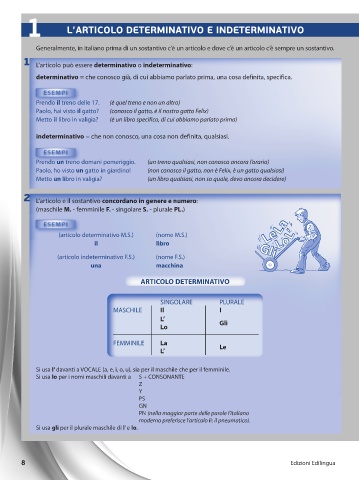 1 L'ARTICOLO DETERMINATIVO E INDETERMINATIVO
Generalmente, in italiano prima di un sostantivo c'è un articolo e dove c'è un articolo c'è sempre un sostantivo.
1 L'articolo può essere determinativo o indeterminativo:
determinativo = che conosco già, di cui abbiamo parlato prima, una cosa definita, specifica.
ESEMPI
Prendo il treno delle 17. (è quel treno e non un altro)
Paolo, hai visto il gatto? (conosco il gatto, è il nostro gatto Felix)
Metto il libro in valigia? (è un libro specifico, di cui abbiamo parlato prima)
indeterminativo = che non conosco, una cosa non definita, qualsiasi.
ESEMPI
Prendo un treno domani pomeriggio. (un treno qualsiasi, non conosco ancora l'orario)
Paolo, ho visto un gatto in giardino! (non conosco il gatto, non è Felix, è un gatto qualsiasi)
Metto un libro in valigia? (un libro qualsiasi, non so quale, devo ancora decidere)
2 L'articolo e il sostantivo concordano in genere e numero:
(maschile M. - femminile F. - singolare S. - plurale PL.)
ESEMPI
(articolo determinativo M.S.) (nome M.S.)
il libro
(articolo indeterminativo F.S.) (nome F.S.)
una macchina
ARTICOLO DETERMINATIVO
SINGOLARE PLURALE
MASCHILE Il I
L'
Lo
Gli
FEMMINILE La
L'
Le
Si usa l' davanti a VOCALE (a, e, i, o, u), sia per il maschile che per il femminile.
Si usa lo per i nomi maschili davanti a S + CONSONANTE
Z
Y
PS
GN
PN (nella maggior parte delle parole l'italiano
moderno preferisce l'articolo il: il pneumatico).
Si usa gli per il plurale maschile di l' e lo.
8 Edizioni Edilingua